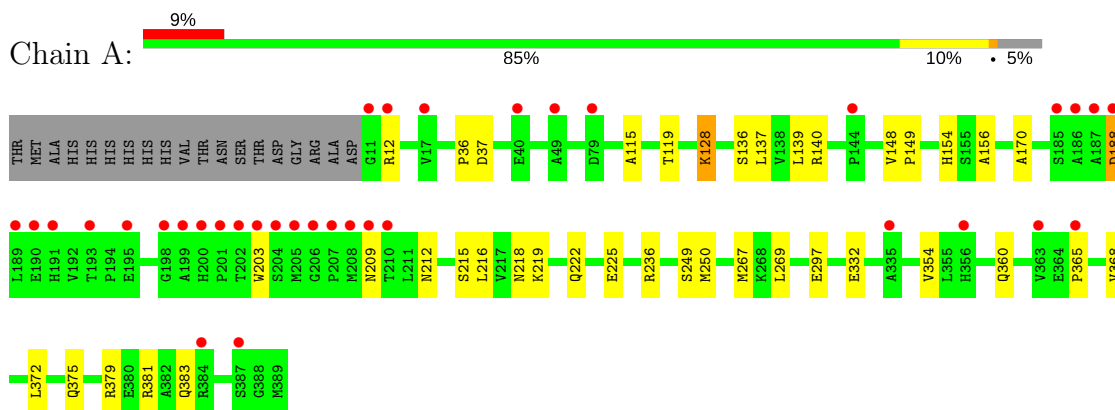 9%
Chain A:
85% 10% • 5%
THR MET ALA HIS HIS HIS HIS HIS HIS VAL THR ASN SER THR ASP GLY ARG ALA ASP G11 R12 V17 P36 D37 E40 A49 D79 A115 T119 K128 S136 L137 V138 L139 R140 P144 V148 P149 H154 S155 A156 A170 S185 A186 A187 D188
L189 E190 H191 V192 T193 P194 E195 G198 A199 H200 P201 T202 W203 S204 M205 G206 P207 M208 N209 T210 L211 N212 S215 L216 V217 N218 K219 Q222 E225 R236 S249 M250 M267 K268 L269 E297 E332 A335 V354 L355 H356 Q360 V363 E364 P365 V368
L372 Q375 R379 E380 R381 A382 Q383 R384 S387 G388 M389